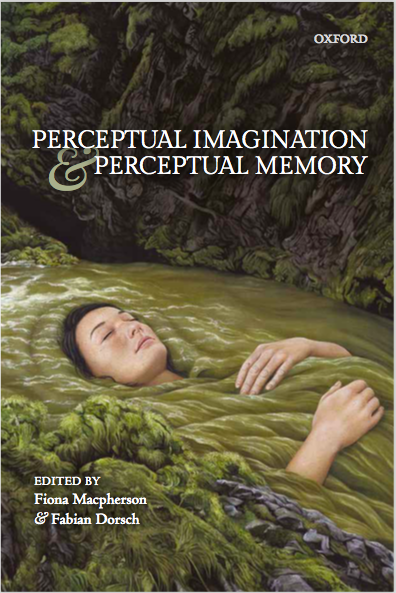 OXFORD
PERCEPTUAL IMAGINATION
& PERCEPTUAL MEMORY
EDITED BY
Fiona Macpherson
& Fabian Dorsch